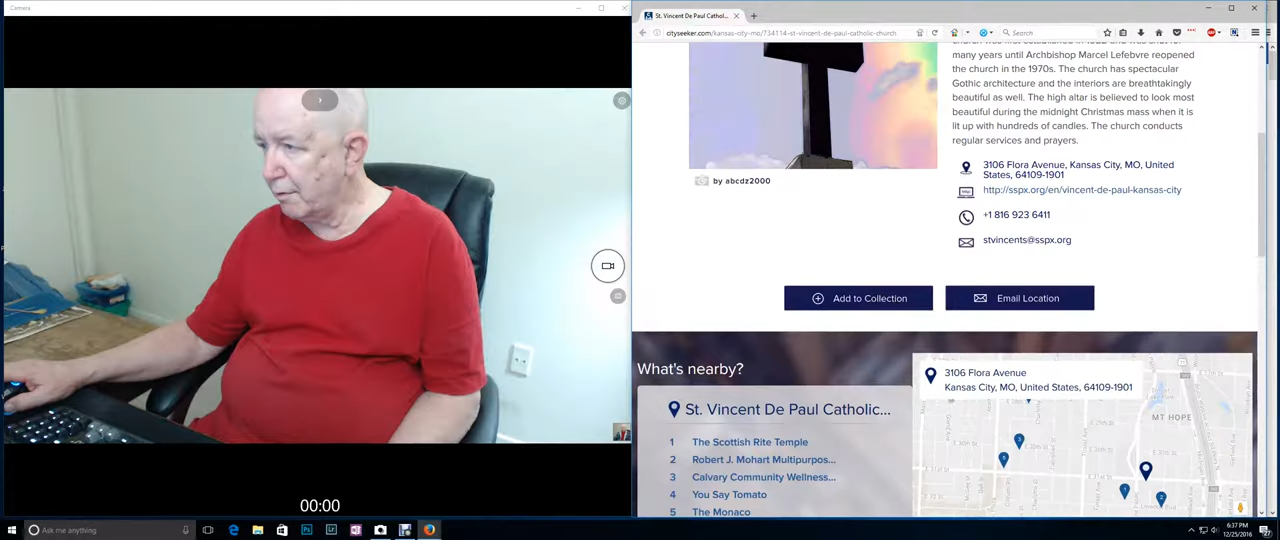 Camera
00:00
St. Vincent De Paul Cathol...
cityseeker.com/kansas-city-mo/734114-st-vincent-de-paul-catholic-church
Search
many years until Archbishop Marcel Lefebvre reopened
the church in the 1970s. The church has spectacular
Gothic architecture and the interiors are breathtakingly
beautiful as well. The high altar is believed to look most
beautiful during the midnight Christmas mass when it is
lit up with hundreds of candles. The church conducts
regular services and prayers.
by abcdz2000
3106 Flora Avenue, Kansas City, MO, United
States, 64109-1901
http://sspx.org/en/vincent-de-paul-kansas-city
+1 816 923 6411
stvincents@sspx.org
Add to Collection
Email Location
What's nearby?
St. Vincent De Paul Catholic...
1 The Scottish Rite Temple
2 Robert J. Mohart Multipurpos...
3 Calvary Community Wellness...
4 You Say Tomato
5 The Monaco
3106 Flora Avenue
Kansas City, MO, United States, 64109-1901
MT HOPE
Ask me anything
6:37 PM
12/25/2016